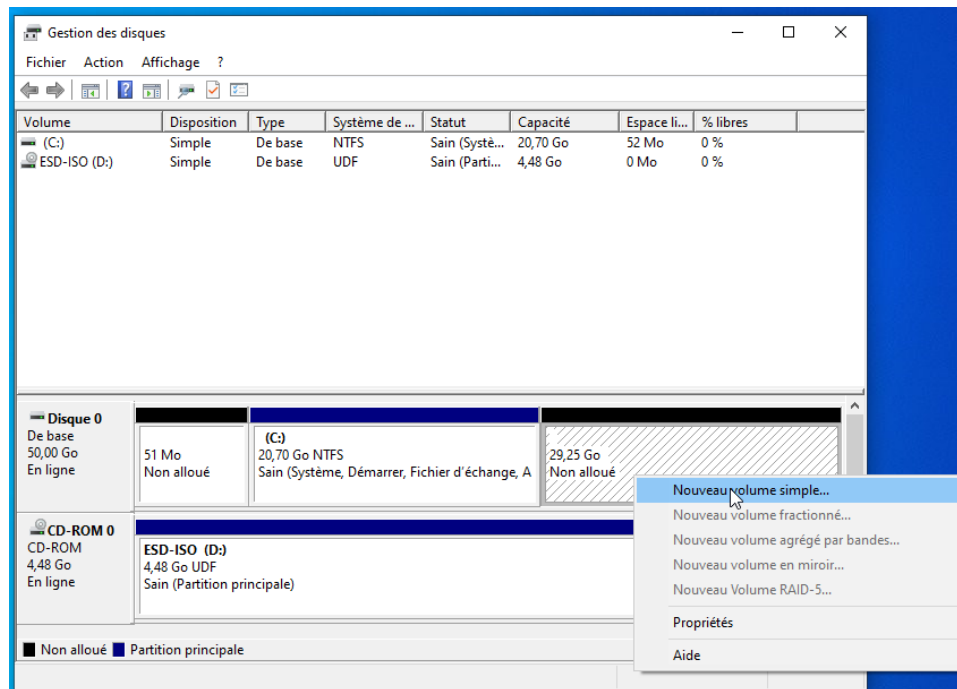 Gestion des disques
Fichier Action Affichage ?
Volume Disposition Type Système de ... Statut Capacité Espace li... % libres
(C:) Simple De base NTFS Sain (Systè... 20,70 Go 52 Mo 0 %
ESD-ISO (D:) Simple De base UDF Sain (Parti... 4,48 Go 0 Mo 0 %
Disque 0
De base
50,00 Go
En ligne
51 Mo
Non alloué
(C:)
20,70 Go NTFS
Sain (Système, Démarrer, Fichier d'échange, A
29,25 Go
Non alloué
Nouveau volume simple...
Nouveau volume fractionné...
Nouveau volume agrégé par bandes...
Nouveau volume en miroir...
Nouveau Volume RAID-5...
Propriétés
Aide
CD-ROM 0
CD-ROM
4,48 Go
En ligne
ESD-ISO (D:)
4,48 Go UDF
Sain (Partition principale)
Non alloué Partition principale